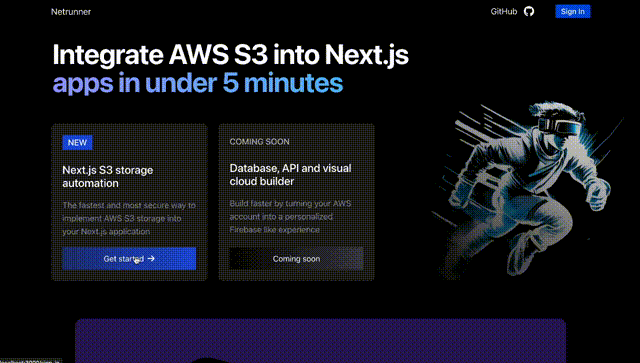 Netrunner
GitHub
Sign In
Integrate AWS S3 into Next.js
apps in under 5 minutes
NEW
Next.js S3 storage
automation
The fastest and most secure way to
implement AWS S3 storage into
your Next.js application
Get started →
COMING SOON
Database, API and visual
cloud builder
Build faster by turning your AWS
account into a personalized
Firebase like experience
Coming soon